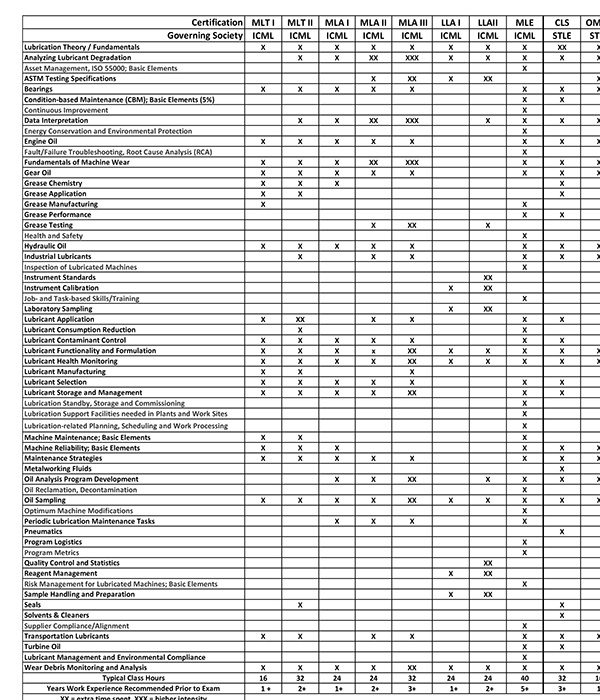 Certification MLT I MLT II MLA I MLA II MLA III LLA I LLAII MLE CLS OM
Governing Society ICML ICML ICML ICML ICML ICML ICML ICML STLE ST
Lubrication Theory / Fundamentals X X X X X X X X XX X
Analyzing Lubricant Degradation X X XX XXX X X X X X
Asset Management, ISO 55000; Basic Elements X
ASTM Testing Specifications X XX X XX X
Bearings X X X X X X X X
Condition-based Maintenance (CBM); Basic Elements (5%) X X
Continuous Improvement X
Data Interpretation X X XX XXX X X X X
Energy Conservation and Environmental Protection X
Engine Oil X X X X X X X X
Fault/Failure Troubleshooting, Root Cause Analysis (RCA) X
Fundamentals of Machine Wear X X X XX XXX X X X
Gear Oil X X X X X X X X
Grease Chemistry X X X X
Grease Application X X X
Grease Manufacturing X X
Grease Performance X X
Grease Testing X XX X
Health and Safety X
Hydraulic Oil X X X X X X X X
Industrial Lubricants X X X X X X
Inspection of Lubricated Machines X
Instrument Standards XX
Instrument Calibration X XX
Job- and Task-based Skills/Training X
Laboratory Sampling X XX
Lubricant Application X XX X X X X
Lubricant Consumption Reduction X X
Lubricant Contaminant Control X X X X X X X
Lubricant Functionality and Formulation X X X x XX X X X X X
Lubricant Health Monitoring X X X X XX X X X X X
Lubricant Manufacturing X X X
Lubricant Selection X X X X X X X
Lubricant Storage and Management X X X X XX X X
Lubrication Standby, Storage and Commissioning X
Lubrication Support Facilities needed in Plants and Work Sites X
Lubrication-related Planning, Scheduling and Work Processing X
Machine Maintenance; Basic Elements X X X
Machine Reliability; Basic Elements X X X X X X
Maintenance Strategies X X X X X X X X
Metalworking Fluids X
Oil Analysis Program Development X X XX X X X X
Oil Reclamation, Decontamination X
Oil Sampling X X X X XX X X X X X
Optimum Machine Modifications X
Periodic Lubrication Maintenance Tasks X X X X
Pneumatics X
Program Logistics X
Program Metrics X
Quality Control and Statistics XX
Reagent Management X XX
Risk Management for Lubricated Machines; Basic Elements X
Sample Handling and Preparation X XX
Seals X X
Solvents & Cleaners X
Supplier Compliance/Alignment X
Transportation Lubricants X X X X X X X
Turbine Oil X X
Lubricant Management and Environmental Compliance X
Wear Debris Monitoring and Analysis X X X X XX X X X X X
Typical Class Hours 16 32 24 24 32 24 24 40 32 1
Years Work Experience Recommended Prior to Exam 1 + 2+ 1+ 2+ 3+ 1+ 2+ 5+ 3+
XX = extra time spent, XXX = higher intensity